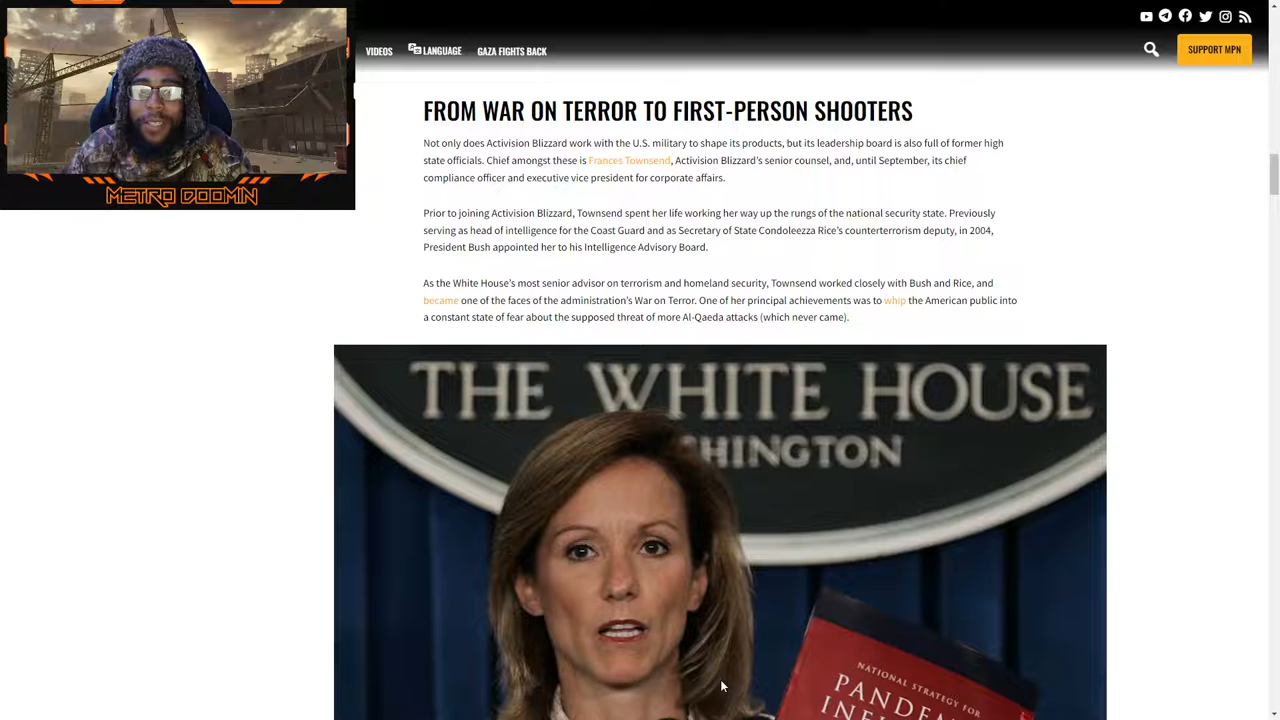 VIDEOS
LANGUAGE
GAZA FIGHTS BACK
SUPPORT MPN
METRO DOOMIN
FROM WAR ON TERROR TO FIRST-PERSON SHOOTERS
Not only does Activision Blizzard work with the U.S. military to shape its products, but its leadership board is also full of former high
state officials. Chief amongst these is Frances Townsend, Activision Blizzard's senior counsel, and, until September, its chief
compliance officer and executive vice president for corporate affairs.
Prior to joining Activision Blizzard, Townsend spent her life working her way up the rungs of the national security state. Previously
serving as head of intelligence for the Coast Guard and as Secretary of State Condoleezza Rice's counterterrorism deputy, in 2004,
President Bush appointed her to his Intelligence Advisory Board.
As the White House's most senior advisor on terrorism and homeland security, Townsend worked closely with Bush and Rice, and
became one of the faces of the administration's War on Terror. One of her principal achievements was to whip the American public into
a constant state of fear about the supposed threat of more Al-Qaeda attacks (which never came).
THE WHITE HOUSE
SHINGTON
NATIONAL STRATEGY FOR